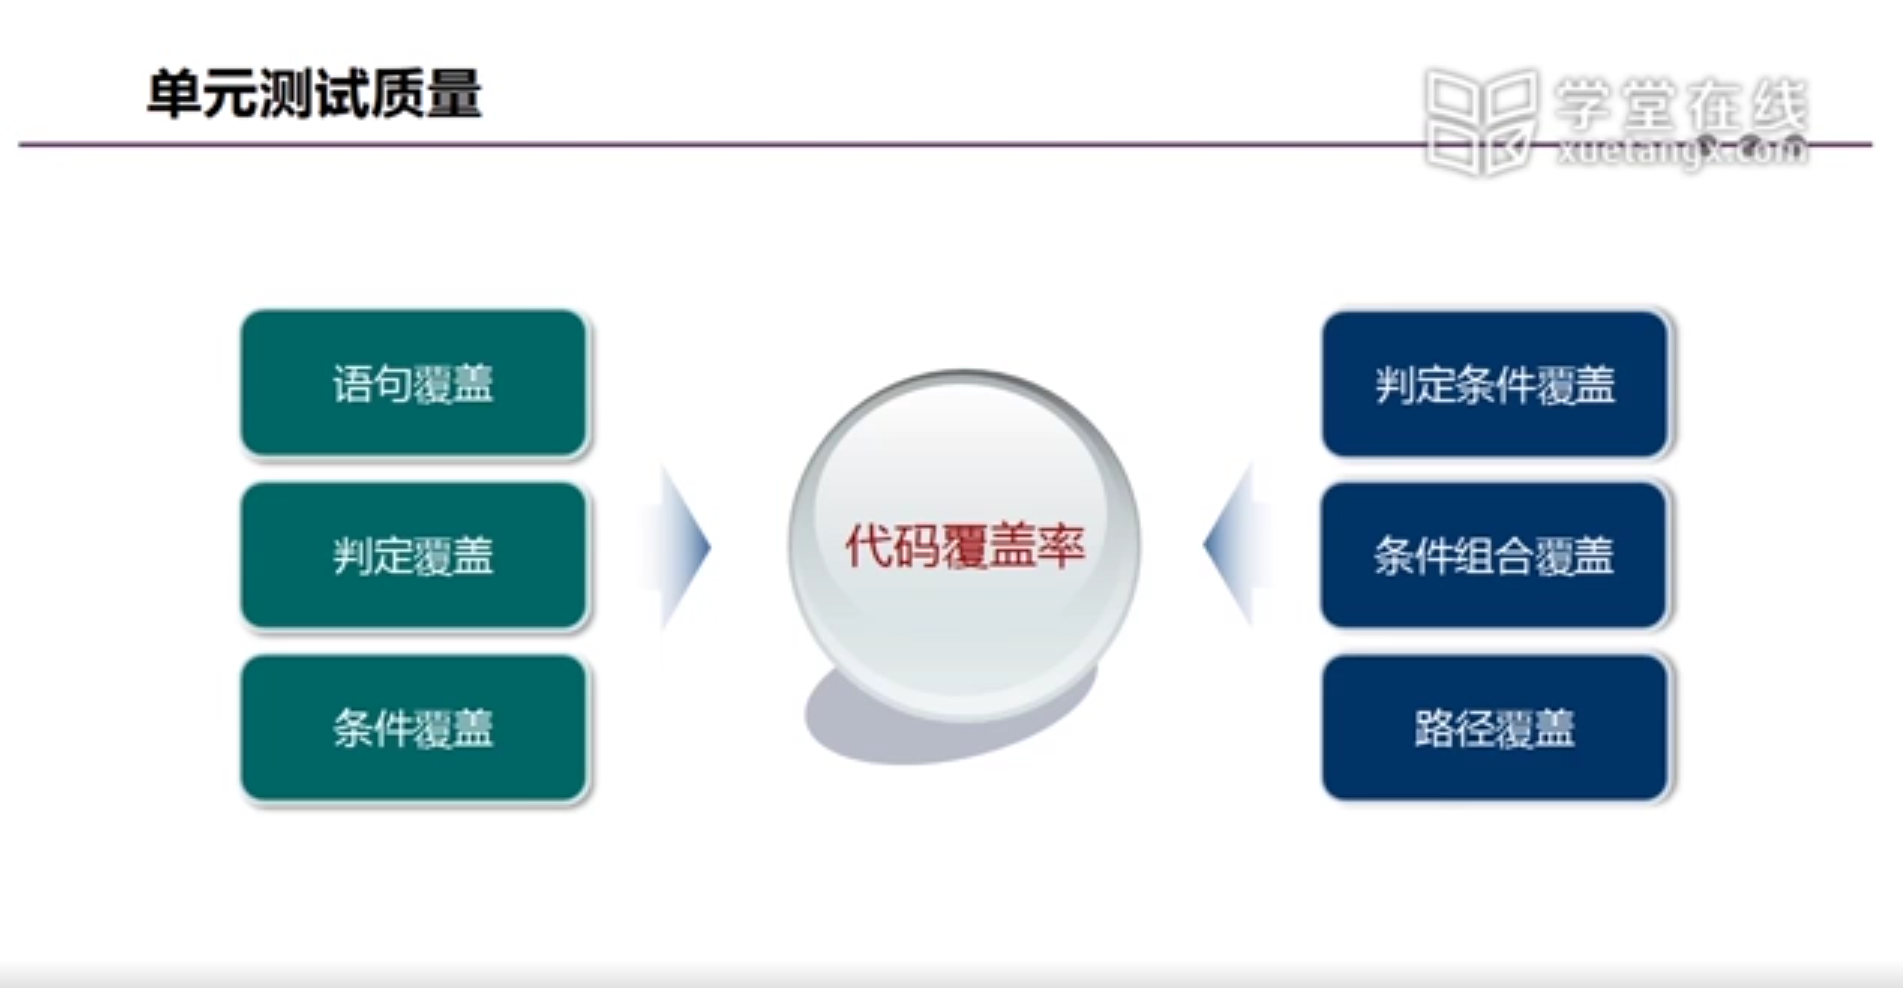 单元测试质量
学堂在线
xuetangx.com
语句覆盖
判定覆盖
条件覆盖
代码覆盖率
判定条件覆盖
条件组合覆盖
路径覆盖